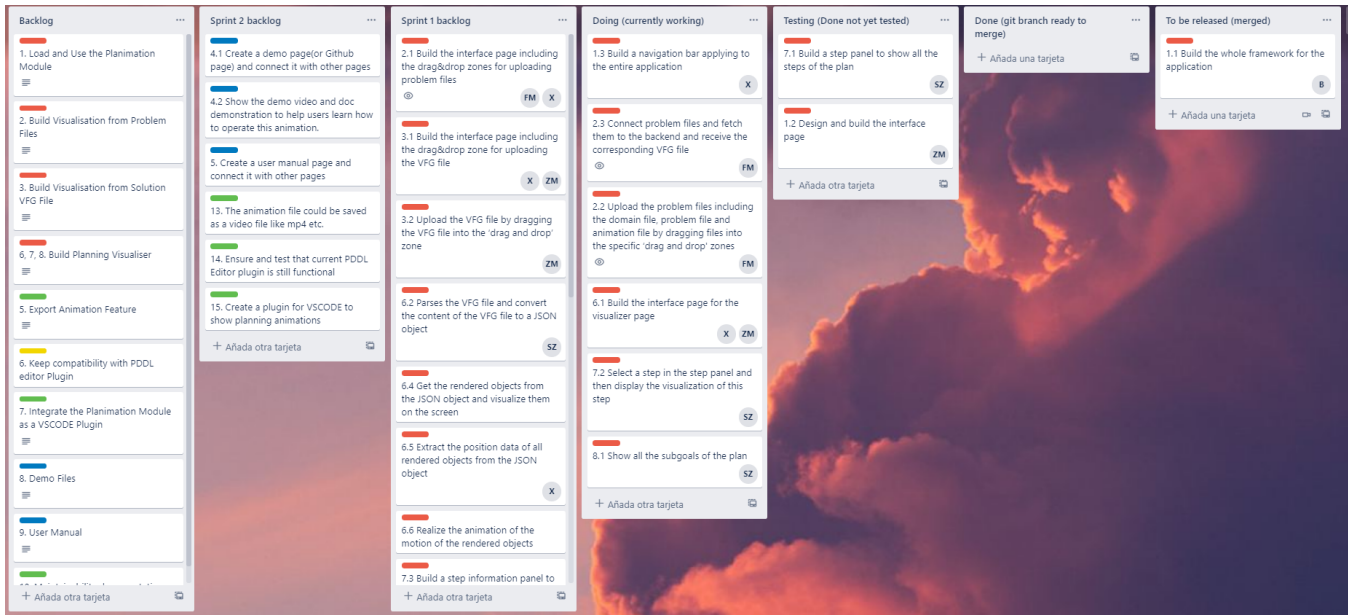 Backlog
1. Load and Use the Planimation
Module
2. Build Visualisation from Problem
Files
3. Build Visualisation from Solution
VFG File
6, 7, 8. Build Planning Visualiser
5. Export Animation Feature
6. Keep compatibility with PDDL
editor Plugin
7. Integrate the Planimation Module
as a VSCODE Plugin
8. Demo Files
9. User Manual
+ Añada otra tarjeta
Sprint 2 backlog
4.1 Create a demo page(or Github
page) and connect it with other pages
4.2 Show the demo video and doc
demonstration to help users learn how
to operate this animation.
5. Create a user manual page and
connect it with other pages
13. The animation file could be saved
as a video file like mp4 etc.
14. Ensure and test that current PDDL
Editor plugin is still functional
15. Create a plugin for VSCODE to
show planning animations
+ Añada otra tarjeta
Sprint 1 backlog
2.1 Build the interface page including
the drag&drop zones for uploading
problem files
FM X
3.1 Build the interface page including
the drag&drop zone for uploading
the VFG file
X ZM
3.2 Upload the VFG file by dragging
the VFG file into the 'drag and drop'
zone
ZM
6.2 Parses the VFG file and convert
the content of the VFG file to a JSON
object
SZ
6.4 Get the rendered objects from
the JSON object and visualize them
on the screen
6.5 Extract the position data of all
rendered objects from the JSON
object
X
6.6 Realize the animation of the
motion of the rendered objects
7.3 Build a step information panel to
+ Añada otra tarjeta
Doing (currently working)
1.3 Build a navigation bar applying to
the entire application
X
2.3 Connect problem files and fetch
them to the backend and receive the
corresponding VFG file
FM
2.2 Upload the problem files including
the domain file, problem file and
animation file by dragging files into
the specific 'drag and drop' zones
FM
6.1 Build the interface page for the
visualizer page
X ZM
7.2 Select a step in the step panel and
then display the visualization of this
step
SZ
8.1 Show all the subgoals of the plan
SZ
+ Añada otra tarjeta
Testing (Done not yet tested)
7.1 Build a step panel to show all the
steps of the plan
SZ
1.2 Design and build the interface
page
ZM
+ Añada otra tarjeta
Done (git branch ready to
merge)
+ Añada una tarjeta
To be released (merged)
1.1 Build the whole framework for the
application
B
+ Añada una tarjeta